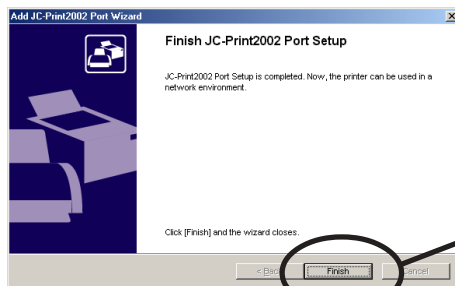 Add JC-Print2002 Port Wizard
Finish JC-Print2002 Port Setup
JC-Print2002 Port Setup is completed. Now, the printer can be used in a
network environment.
Click [Finish] and the wizard closes.
< Back Finish Cancel